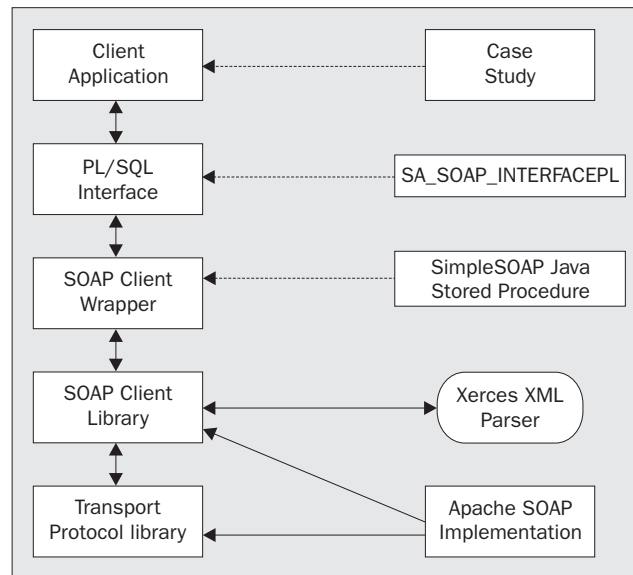 Client
Application
Case
Study
PL/SQL
Interface
SA_SOAP_INTERFACEPL
SOAP Client
Wrapper
SimpleSOAP Java
Stored Procedure
SOAP Client
Library
Xerces XML
Parser
Transport
Protocol library
Apache SOAP
Implementation